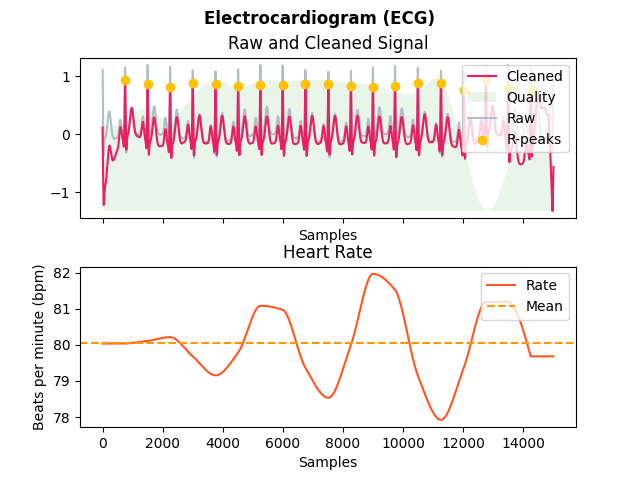 Electrocardiogram (ECG)
Raw and Cleaned Signal
1
0
−1
Cleaned
Quality
Raw
R-peaks
Samples
Heart Rate
Beats per minute (bpm)
82
81
80
79
78
Rate
Mean
0 2000 4000 6000 8000 10000 12000 14000
Samples